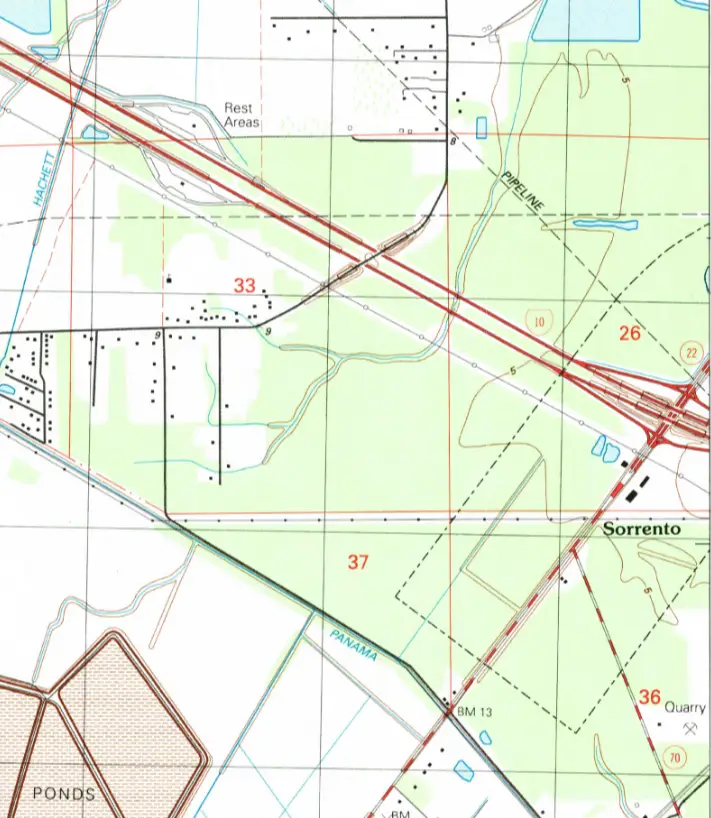 5
Rest
Areas
8
HACHETT
PIPELINE
33
10
26
9
9
22
5
Sorrento
37
5
PANAMA
36
Quarry
BM 13
70
PONDS
BM